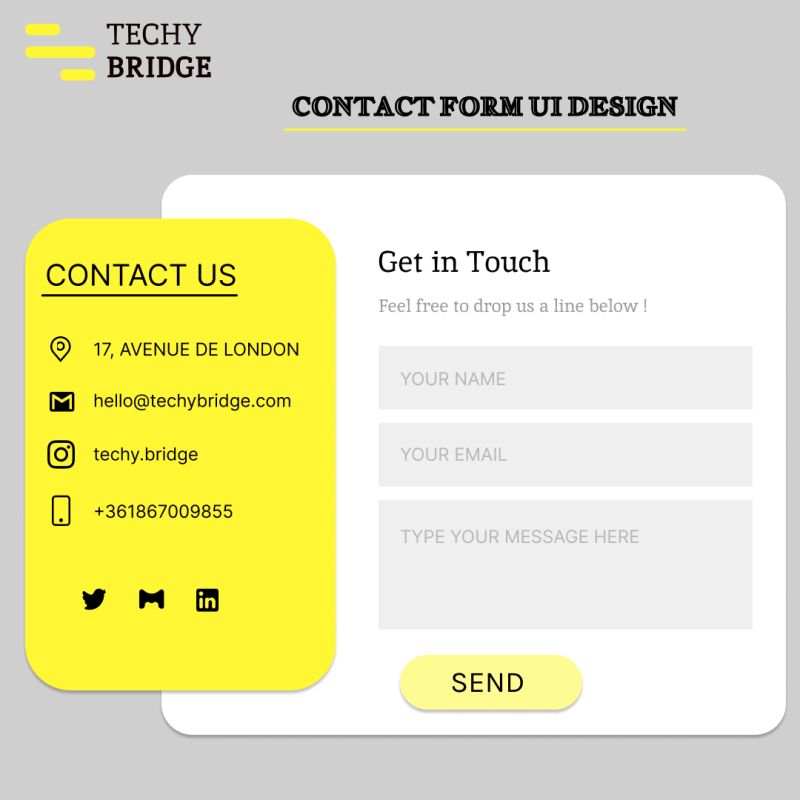 TECHY
BRIDGE
CONTACT FORM UI DESIGN
CONTACT US
17, AVENUE DE LONDON
hello@techybridge.com
techy.bridge
+361867009855
Get in Touch
Feel free to drop us a line below !
YOUR NAME
YOUR EMAIL
TYPE YOUR MESSAGE HERE
SEND